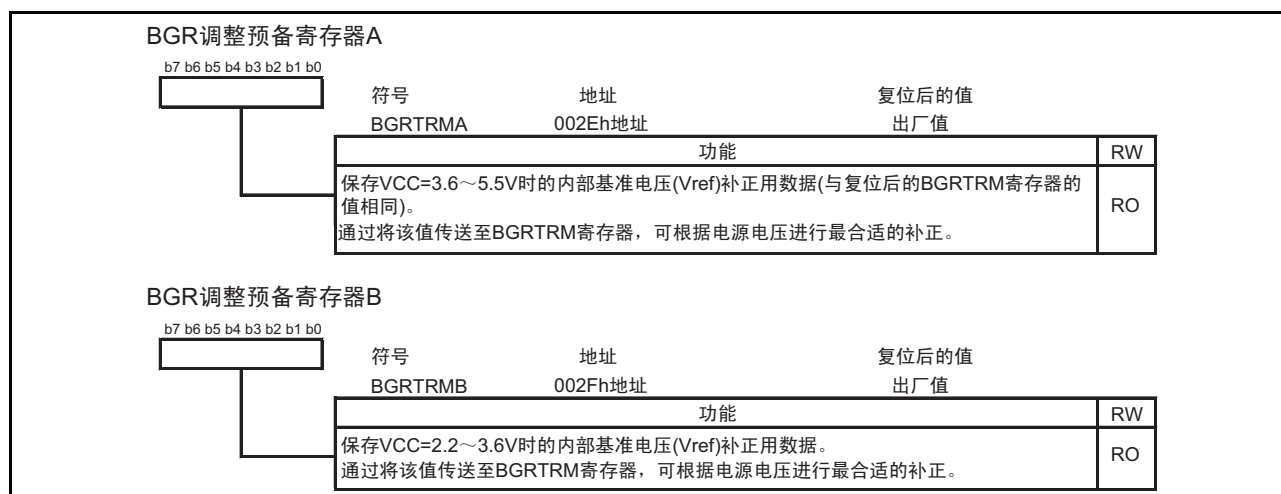 BGR调整预备寄存器A
b7 b6 b5 b4 b3 b2 b1 b0
符号 地址 复位后的值
BGRTRMA 002Eh地址 出厂值
功能 RW
保存VCC=3.6～5.5V时的内部基准电压(Vref)补正用数据(与复位后的BGRTRM寄存器的
值相同)。
RO
通过将该值传送至BGRTRM寄存器，可根据电源电压进行最合适的补正。
BGR调整预备寄存器B
b7 b6 b5 b4 b3 b2 b1 b0
符号 地址 复位后的值
BGRTRMB 002Fh地址 出厂值
功能 RW
保存VCC=2.2～3.6V时的内部基准电压(Vref)补正用数据。
RO
通过将该值传送至BGRTRM寄存器，可根据电源电压进行最合适的补正。